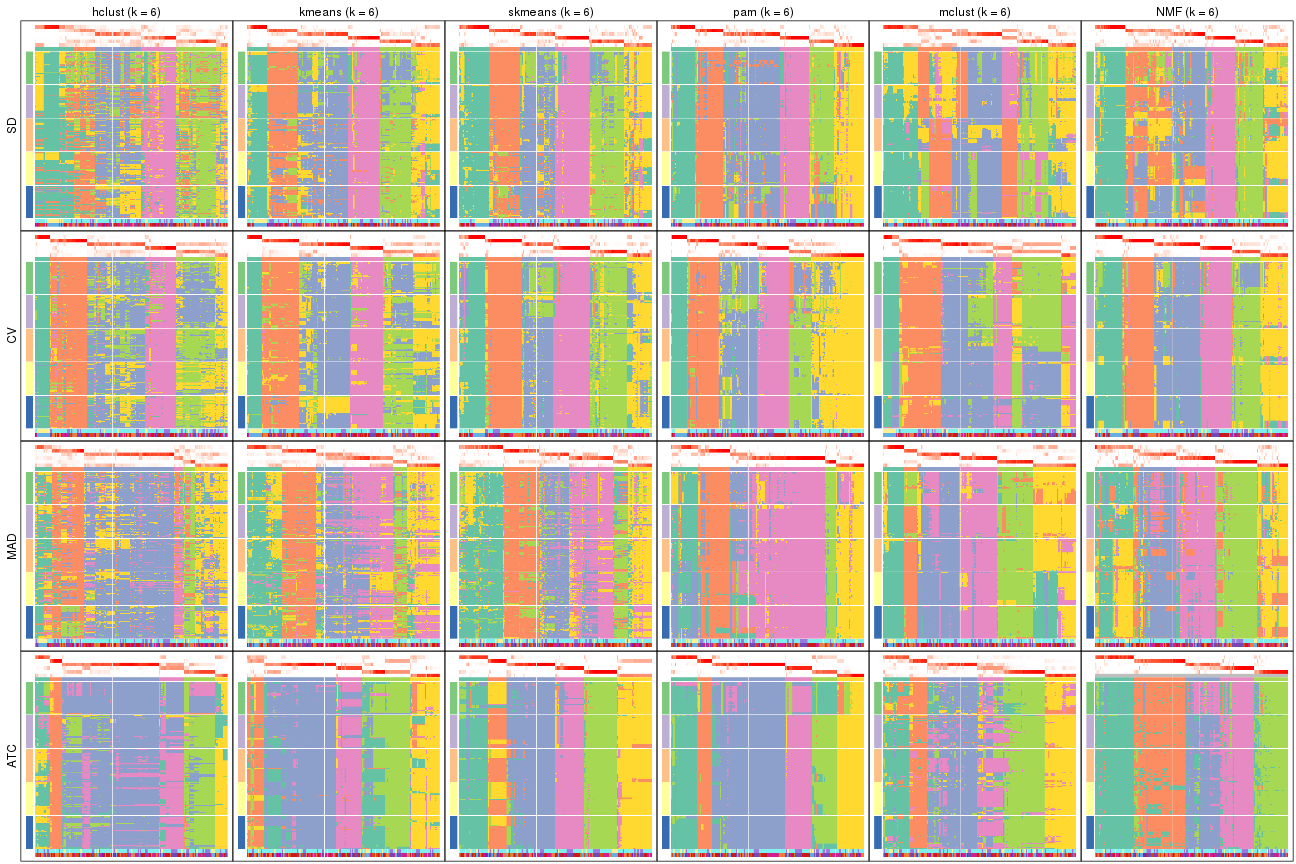 hclust (k = 6)
kmeans (k = 6)
skmeans (k = 6)
pam (k = 6)
mclust (k = 6)
NMF (k = 6)
SD
CV
MAD
ATC